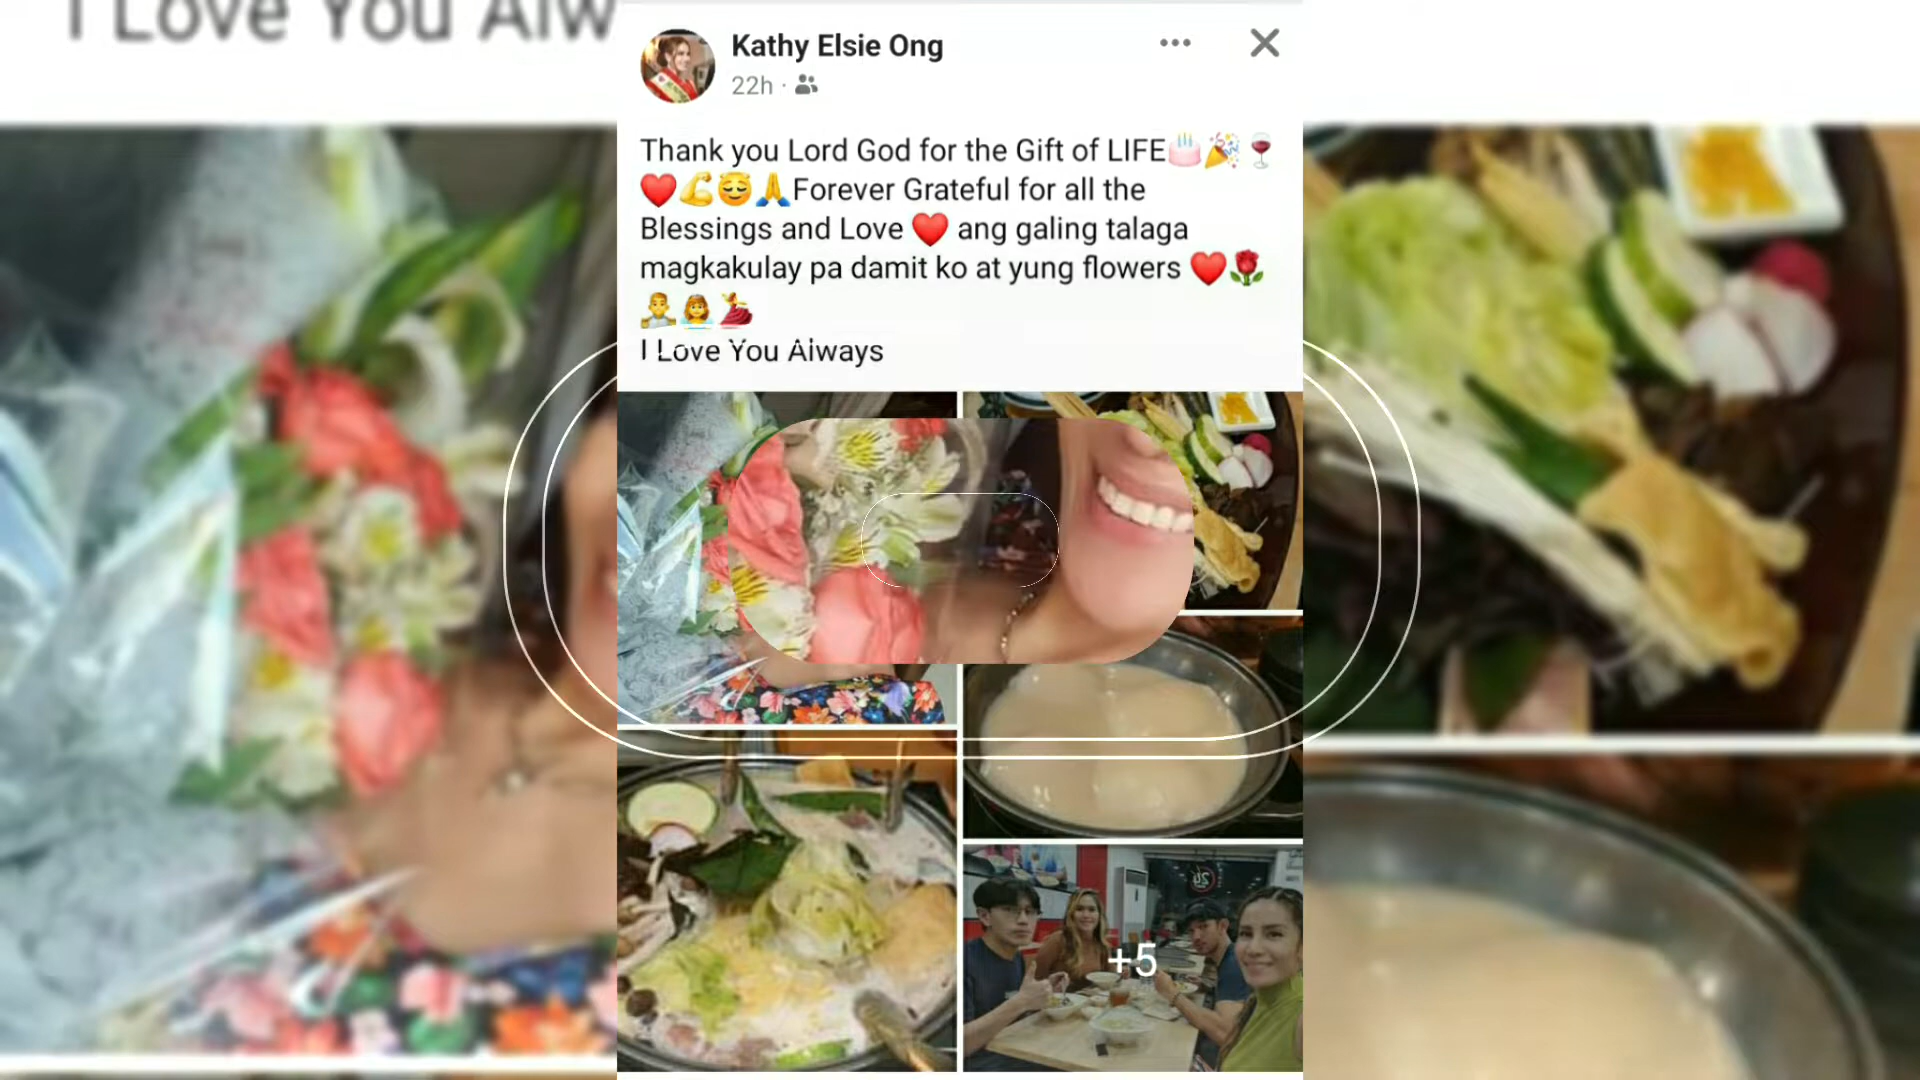 I Love You Alw
Kathy Elsie Ong
22h ·
Thank you Lord God for the Gift of LIFE🎂🎉🍷
❤️💪😇🙏Forever Grateful for all the
Blessings and Love ❤️ ang galing talaga
magkakulay pa damit ko at yung flowers ❤️🌹
I Love You Always
+5